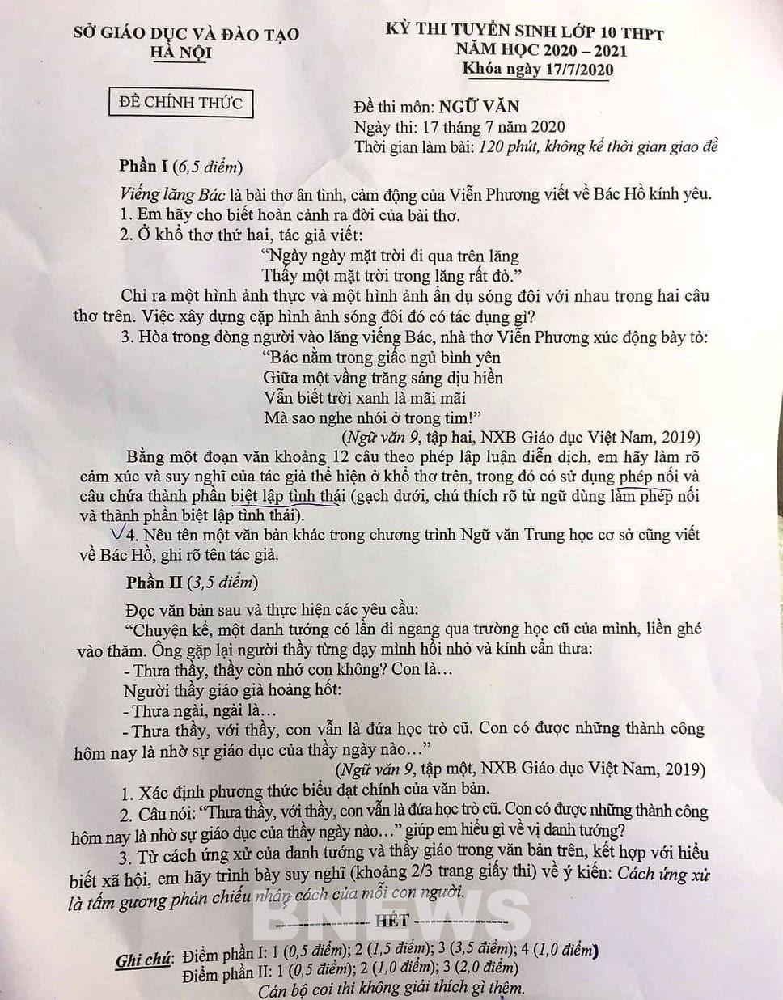 SỞ GIÁO DỤC VÀ ĐÀO TẠO
HÀ NỘI
KỲ THI TUYỂN SINH LỚP 10 THPT
NĂM HỌC 2020 – 2021
Khóa ngày 17/7/2020
ĐỀ CHÍNH THỨC
Đề thi môn: NGỮ VĂN
Ngày thi: 17 tháng 7 năm 2020
Thời gian làm bài: 120 phút, không kể thời gian giao đề
Phần I (6,5 điểm)
Viếng lăng Bác là bài thơ ân tình, cảm động của Viễn Phương viết về Bác Hồ kính yêu.
1. Em hãy cho biết hoàn cảnh ra đời của bài thơ.
2. Ở khổ thơ thứ hai, tác giả viết:
“Ngày ngày mặt trời đi qua trên lăng
Thấy một mặt trời trong lăng rất đỏ.”
Chỉ ra một hình ảnh thực và một hình ảnh ẩn dụ sóng đôi với nhau trong hai câu
thơ trên. Việc xây dựng cặp hình ảnh sóng đôi đó có tác dụng gì?
3. Hòa trong dòng người vào lăng viếng Bác, nhà thơ Viễn Phương xúc động bày tỏ:
“Bác nằm trong giấc ngủ bình yên
Giữa một vầng trăng sáng dịu hiền
Vẫn biết trời xanh là mãi mãi
Mà sao nghe nhói ở trong tim!”
(Ngữ văn 9, tập hai, NXB Giáo dục Việt Nam, 2019)
Bằng một đoạn văn khoảng 12 câu theo phép lập luận diễn dịch, em hãy làm rõ
cảm xúc và suy nghĩ của tác giả thể hiện ở khổ thơ trên, trong đó có sử dụng phép nối và
câu chứa thành phần biệt lập tình thái (gạch dưới, chú thích rõ từ ngữ dùng làm phép nối
và thành phần biệt lập tình thái).
4. Nêu tên một văn bản khác trong chương trình Ngữ văn Trung học cơ sở cũng viết
về Bác Hồ, ghi rõ tên tác giả.
Phần II (3,5 điểm)
Đọc văn bản sau và thực hiện các yêu cầu:
“Chuyện kể, một danh tướng có lần đi ngang qua trường học cũ của mình, liền ghé
vào thăm. Ông gặp lại người thầy từng dạy mình hồi nhỏ và kính cẩn thưa:
- Thưa thầy, thầy còn nhớ con không? Con là…
Người thầy giáo già hoảng hốt:
- Thưa ngài, ngài là…
- Thưa thầy, với thầy, con vẫn là đứa học trò cũ. Con có được những thành công
hôm nay là nhờ sự giáo dục của thầy ngày nào…”
(Ngữ văn 9, tập một, NXB Giáo dục Việt Nam, 2019)
1. Xác định phương thức biểu đạt chính của văn bản.
2. Câu nói: “Thưa thầy, với thầy, con vẫn là đứa học trò cũ. Con có được những thành công
hôm nay là nhờ sự giáo dục của thầy ngày nào…” giúp em hiểu gì về vị danh tướng?
3. Từ cách ứng xử của danh tướng và thầy giáo trong văn bản trên, kết hợp với hiểu
biết xã hội, em hãy trình bày suy nghĩ (khoảng 2/3 trang giấy thi) về ý kiến: Cách ứng xử
là tấm gương phản chiếu nhân cách của mỗi con người.
BNEWS
------------------ HẾT ------------------
Ghi chú: Điểm phần I: 1 (0,5 điểm); 2 (1,5 điểm); 3 (3,5 điểm); 4 (1,0 điểm)
Điểm phần II: 1 (0,5 điểm); 2 (1,0 điểm); 3 (2,0 điểm)
Cán bộ coi thi không giải thích gì thêm.